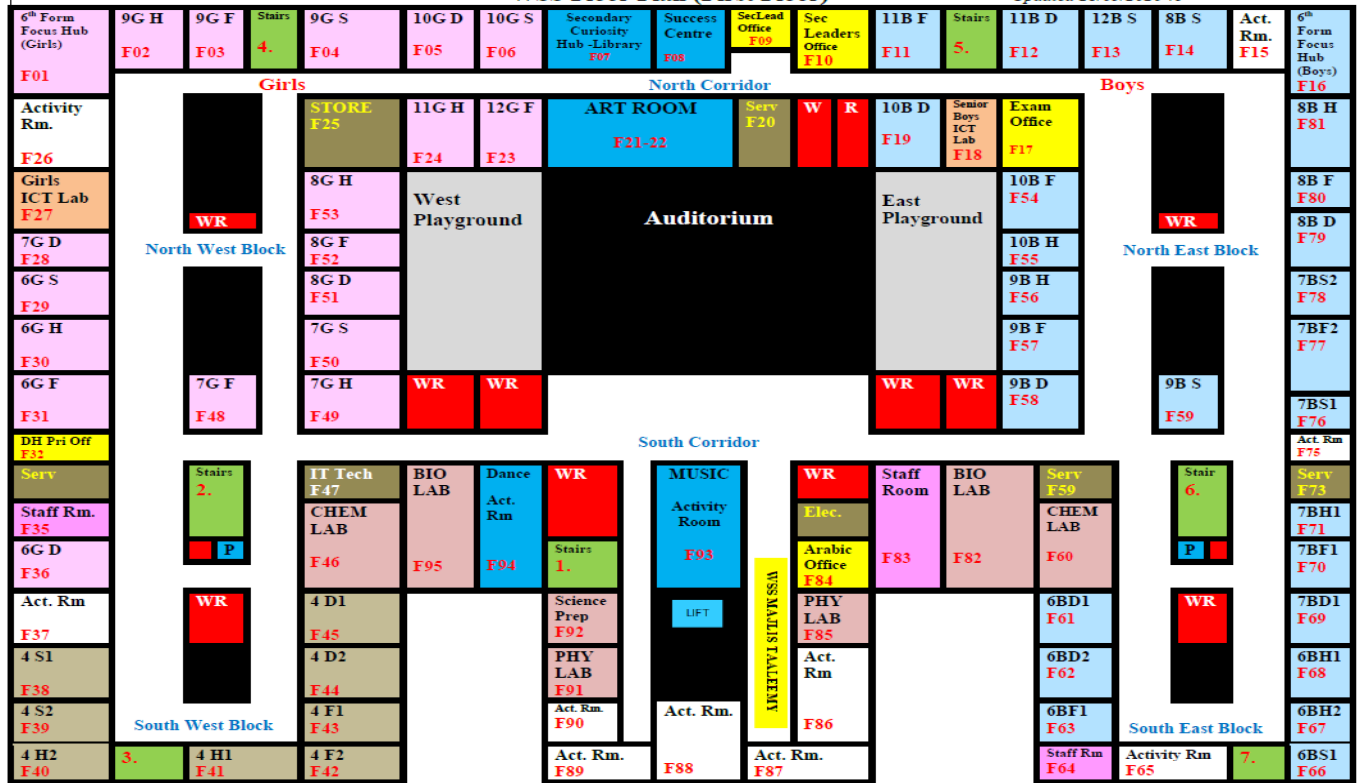 6th Form
Focus Hub
(Girls)
F01
9G H
F02
9G F
F03
Stairs
4.
9G S
F04
10G D
F05
10G S
F06
Secondary
Curiosity
Hub -Library
F07
Success
Centre
F08
SecLead
Office
F09
Sec
Leaders
Office
F10
11B F
F11
Stairs
5.
11B D
F12
12B S
F13
8B S
F14
Act.
Rm.
F15
6th
Form
Focus
Hub
(Boys)
F16
Girls
North Corridor
Boys
Activity
Rm.
F26
STORE
F25
11G H
F24
12G F
F23
ART ROOM
F21-22
Serv
F20
W
R
10B D
F19
Senior
Boys
ICT
Lab
F18
Exam
Office
F17
8B H
F81
Girls
ICT Lab
F27
WR
8G H
F53
West
Playground
Auditorium
East
Playground
10B F
F54
WR
8B F
F80
8B D
F79
7G D
F28
North West Block
8G F
F52
10B H
F55
North East Block
6G S
F29
8G D
F51
9B H
F56
7BS2
F78
6G H
F30
7G S
F50
9B F
F57
7BF2
F77
6G F
F31
7G F
F48
7G H
F49
WR
WR
WR
WR
9B D
F58
9B S
F59
7BS1
F76
DH Pri Off
F32
South Corridor
Act. Rm
F75
Serv
Stairs
2.
IT Tech
F47
BIO
LAB
F95
Dance
Act.
Rm
F94
WR
MUSIC
Activity
Room
F93
WR
Staff
Room
F83
BIO
LAB
F82
Serv
F59
Stair
6.
Serv
F73
Staff Rm.
F35
CHEM
LAB
F46
Elec.
CHEM
LAB
F60
7BH1
F71
6G D
F36
P
Stairs
1.
Arabic
Office
F84
P
7BF1
F70
WSS MAJLIS TAALEEMY
Act. Rm
F37
WR
4 D1
F45
Science
Prep
F92
LIFT
PHY
LAB
F85
6BD1
F61
WR
7BD1
F69
4 S1
F38
4 D2
F44
PHY
LAB
F91
Act.
Rm
F86
6BD2
F62
6BH1
F68
4 S2
F39
South West Block
4 F1
F43
Act. Rm.
F90
Act. Rm.
F88
6BF1
F63
South East Block
6BH2
F67
4 H2
F40
3.
4 H1
F41
4 F2
F42
Act. Rm.
F89
Act. Rm.
F87
Staff Rm
F64
Activity Rm
F65
7.
6BS1
F66